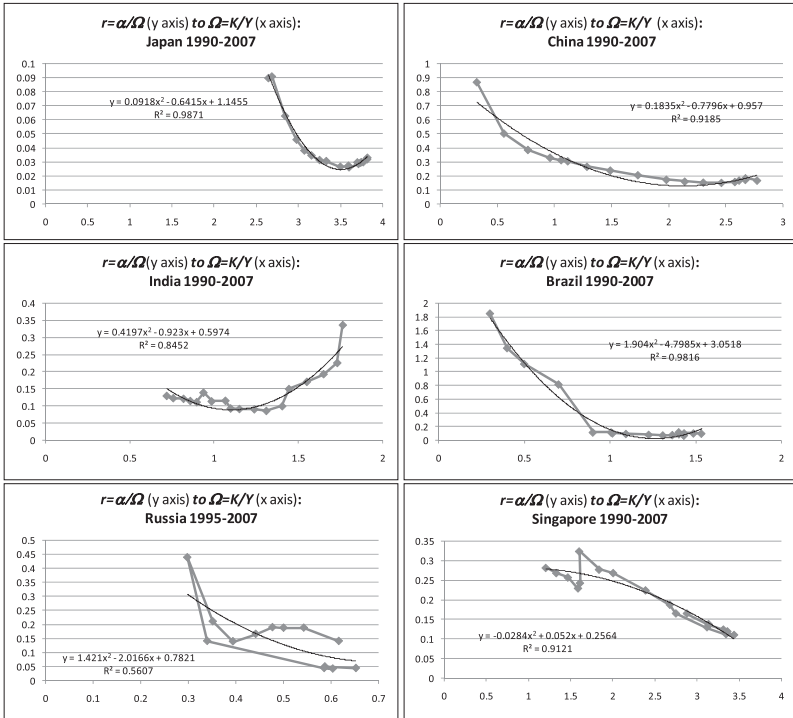 r=α/Ω (y axis) to Ω=K/Y (x axis):
Japan 1990-2007
0.1
0.09
0.08
0.07
0.06
0.05
0.04
0.03
0.02
0.01
0
y = 0.0918x² - 0.6415x + 1.1455
R² = 0.9871
0 0.5 1 1.5 2 2.5 3 3.5 4
r=α/Ω (y axis) to Ω=K/Y (x axis):
China 1990-2007
1
0.9
0.8
0.7
0.6
0.5
0.4
0.3
0.2
0.1
0
y = 0.1835x² - 0.7796x + 0.957
R² = 0.9185
0 0.5 1 1.5 2 2.5 3
r=α/Ω (y axis) to Ω=K/Y (x axis):
India 1990-2007
0.4
0.35
0.3
0.25
0.2
0.15
0.1
0.05
0
y = 0.4197x² - 0.923x + 0.5974
R² = 0.8452
0 0.5 1 1.5 2
r=α/Ω (y axis) to Ω=K/Y (x axis):
Brazil 1990-2007
2
1.8
1.6
1.4
1.2
1
0.8
0.6
0.4
0.2
0
y = 1.904x² - 4.7985x + 3.0518
R² = 0.9816
0 0.5 1 1.5 2
r=α/Ω (y axis) to Ω=K/Y (x axis):
Russia 1995-2007
0.5
0.45
0.4
0.35
0.3
0.25
0.2
0.15
0.1
0.05
0
y = 1.421x² - 2.0166x + 0.7821
R² = 0.5607
0 0.1 0.2 0.3 0.4 0.5 0.6 0.7
r=α/Ω (y axis) to Ω=K/Y (x axis):
Singapore 1990-2007
0.35
0.3
0.25
0.2
0.15
0.1
0.05
0
y = -0.0284x² + 0.052x + 0.2564
R² = 0.9121
0 0.5 1 1.5 2 2.5 3 3.5 4